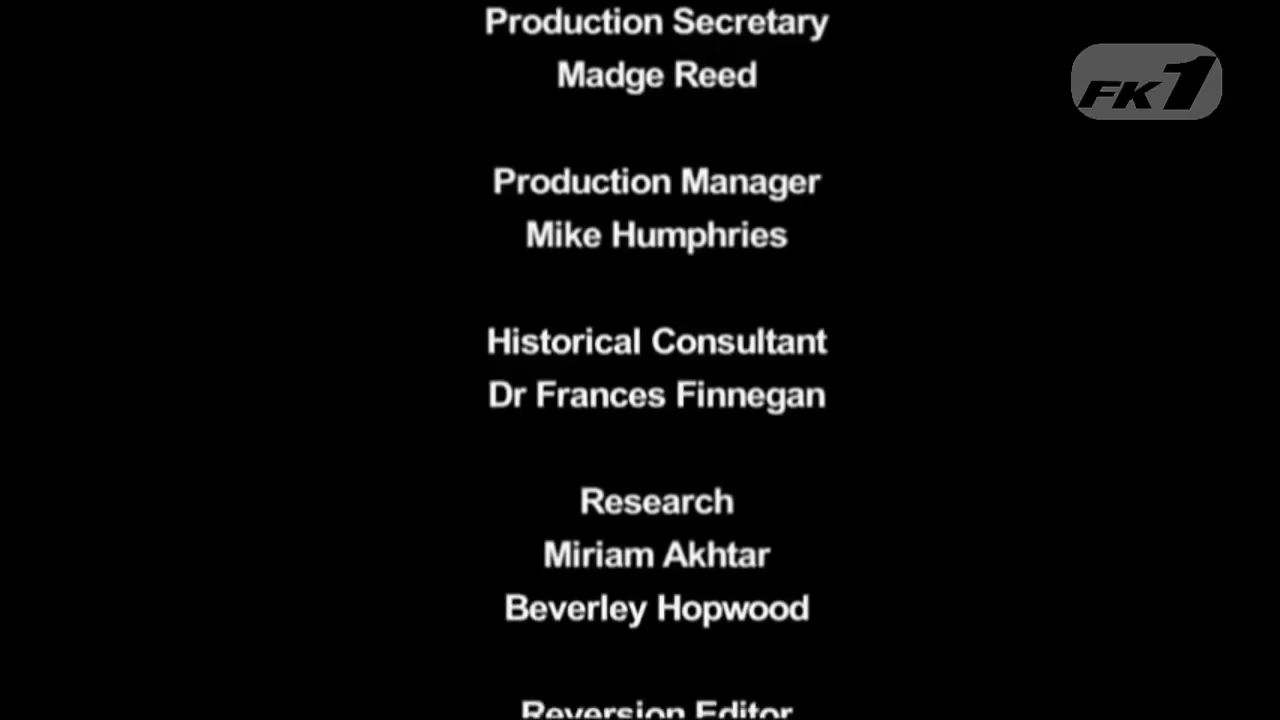 Production Secretary
Madge Reed
FK1
Production Manager
Mike Humphries
Historical Consultant
Dr Frances Finnegan
Research
Miriam Akhtar
Beverley Hopwood
Reversion Editor